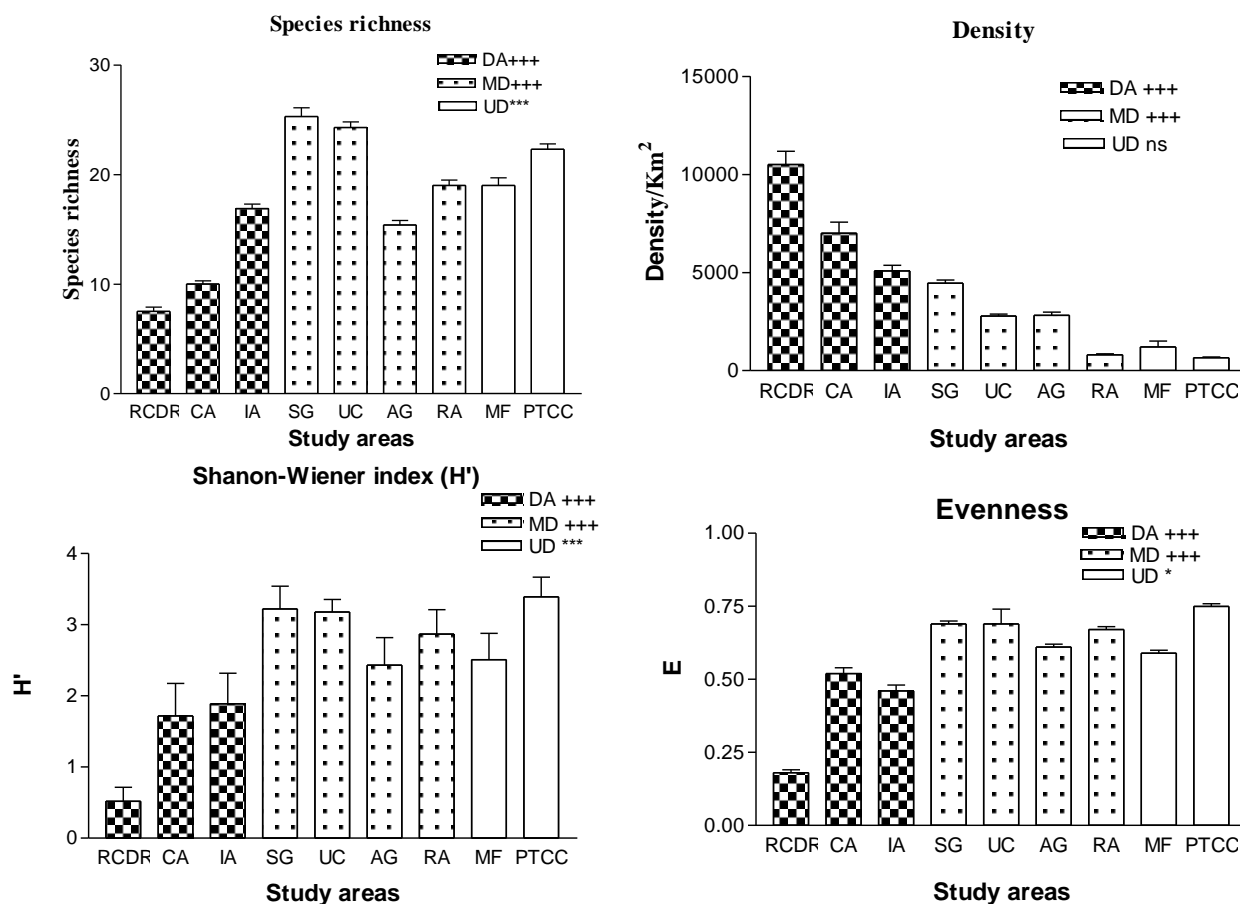 Species richness
DA+++
MD+++
UD***
30
20
10
0
Species richness
RCDR CA IA SG UC AG RA MF PTCC
Study areas
Density
DA +++
MD +++
UD ns
15000
10000
5000
0
Density/Km²
RCDR CA IA SG UC AG RA MF PTCC
Study areas
Shanon-Wiener index (H')
DA +++
MD +++
UD ***
4
3
2
1
0
H'
RCDR CA IA SG UC AG RA MF PTCC
Study areas
Evenness
DA +++
MD +++
UD *
1.00
0.75
0.50
0.25
0.00
E
RCDR CA IA SG UC AG RA MF PTCC
Study areas